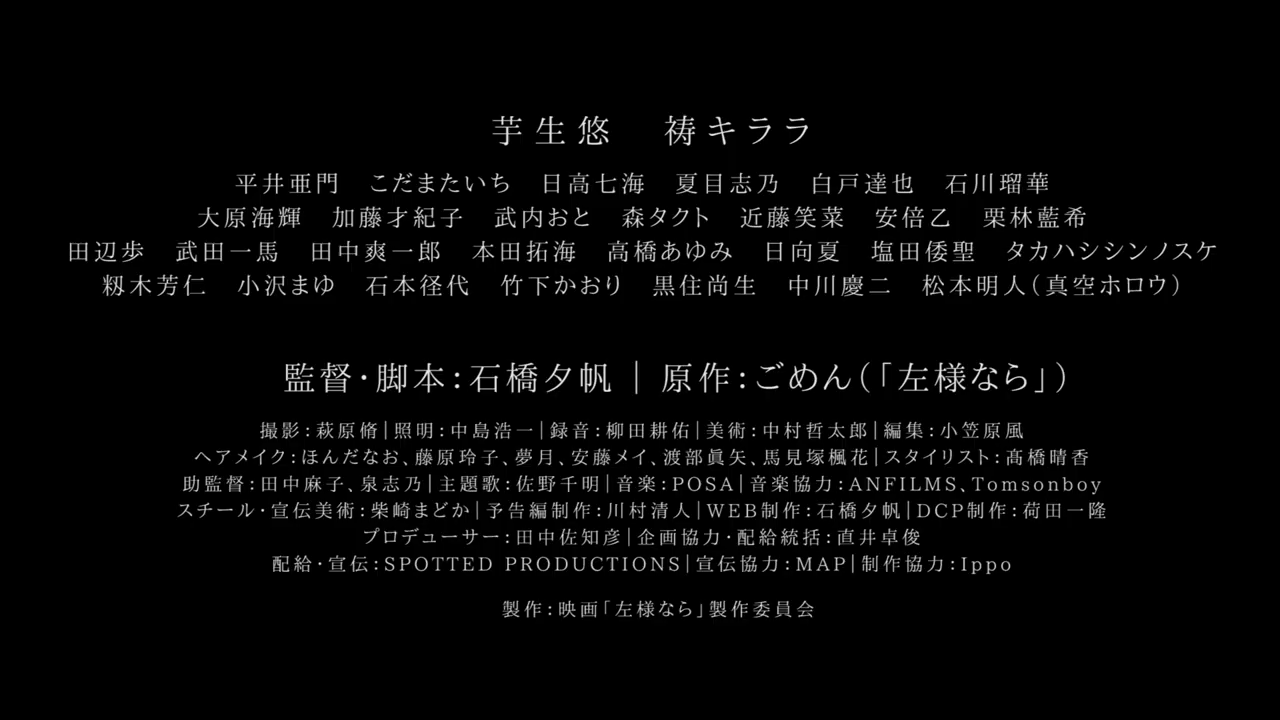 芋生悠　祷キララ
平井亜門　こだまたいち　日高七海　夏目志乃　白戸達也　石川瑠華
大原海輝　加藤才紀子　武内おと　森タクト　近藤笑菜　安倍乙　栗林藍希
田辺歩　武田一馬　田中爽一郎　本田拓海　高橋あゆみ　日向夏　塩田倭聖　タカハシシンノスケ
籾木芳仁　小沢まゆ　石本径代　竹下かおり　黒住尚生　中川慶二　松本明人（真空ホロウ）
監督・脚本：石橋夕帆｜原作：ごめん（「左様なら」）
撮影：萩原脩｜照明：中島浩一｜録音：柳田耕佑｜美術：中村哲太郎｜編集：小笠原風
ヘアメイク：ほんだなお、藤原玲子、夢月、安藤メイ、渡部眞矢、馬見塚楓花｜スタイリスト：髙橋晴香
助監督：田中麻子、泉志乃｜主題歌：佐野千明｜音楽：POSA｜音楽協力：ANFILMS、Tomsonboy
スチール・宣伝美術：柴崎まどか｜予告編制作：川村清人｜WEB制作：石橋夕帆｜DCP制作：荷田一隆
プロデューサー：田中佐知彦｜企画協力・配給統括：直井卓俊
配給・宣伝：SPOTTED PRODUCTIONS｜宣伝協力：MAP｜制作協力：Ippo
製作：映画「左様なら」製作委員会